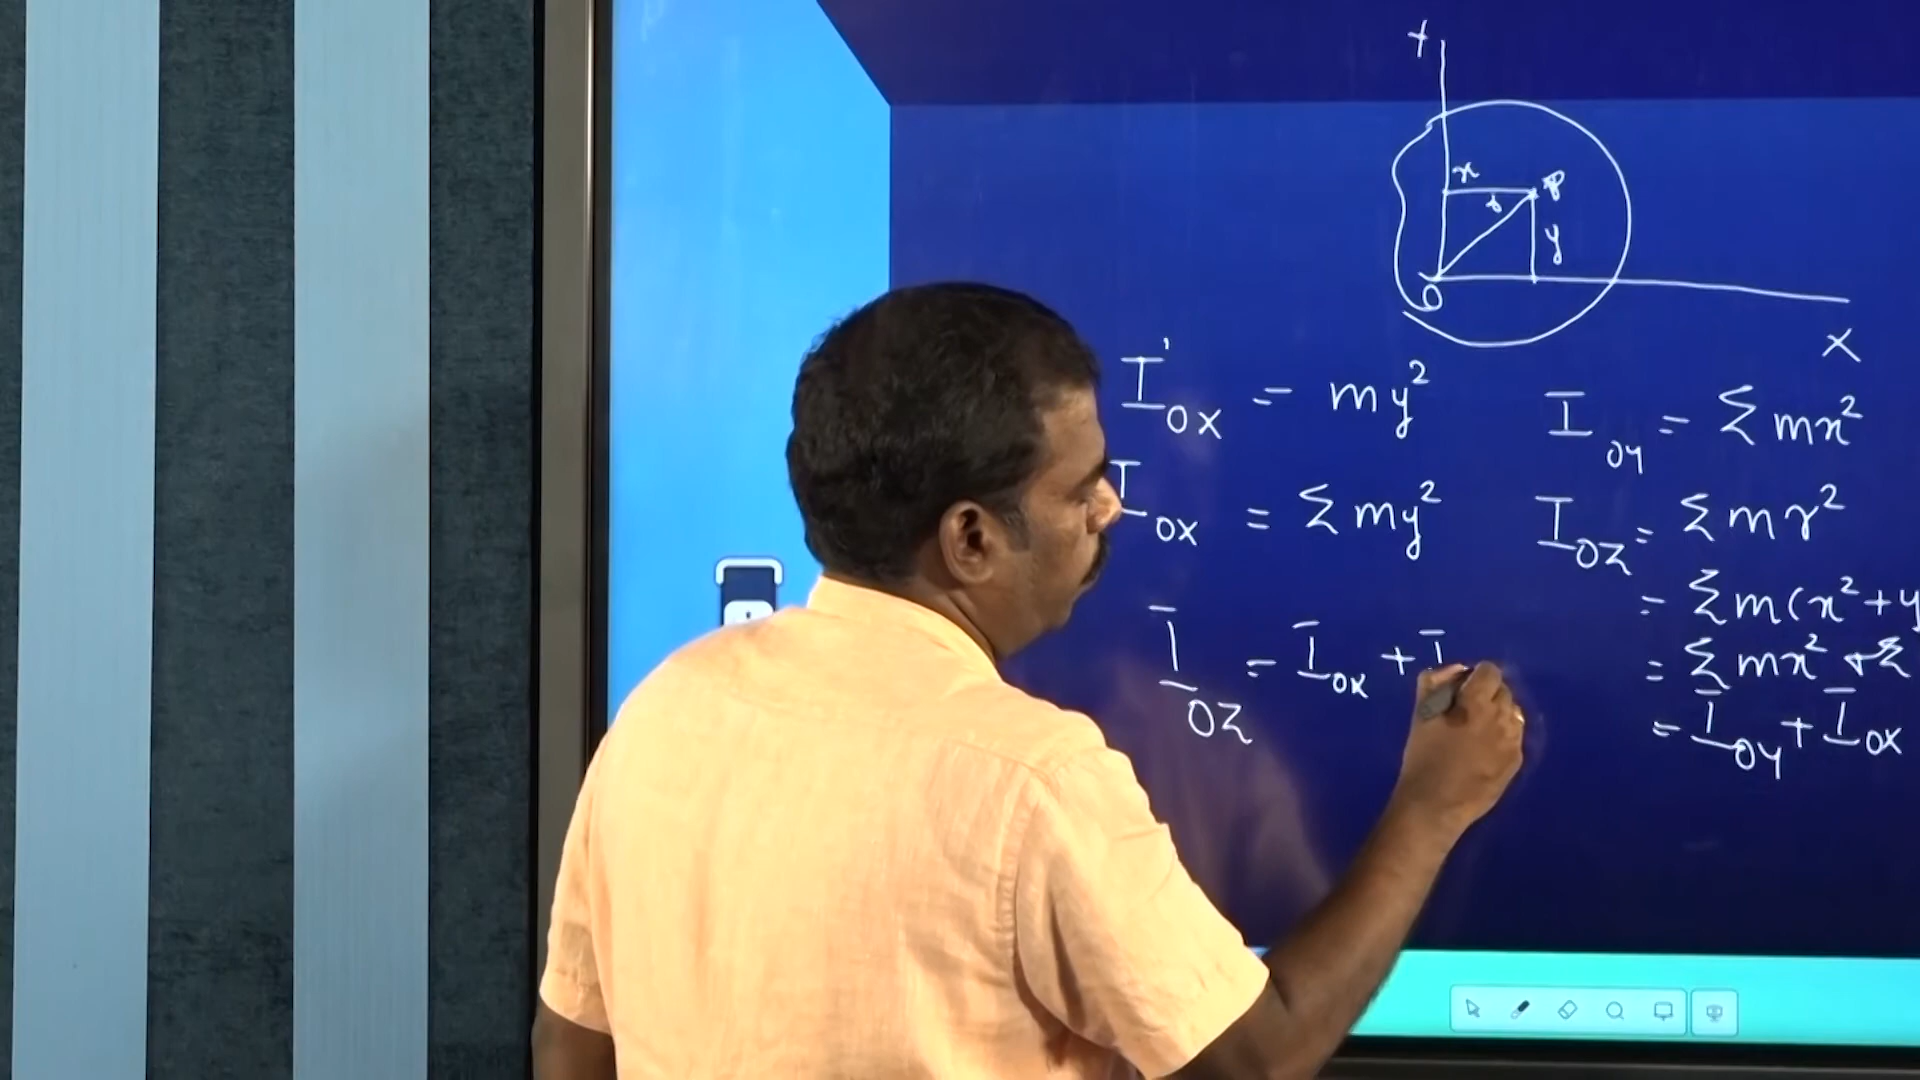 x
P
r
y
O
X
I'OX = my²
IOX = Σmy²
IOZ = IOX + I
IOY = Σmx²
IOZ = Σmr²
= Σm(x²+y
= Σmx² + Σ
= IOY + IOX